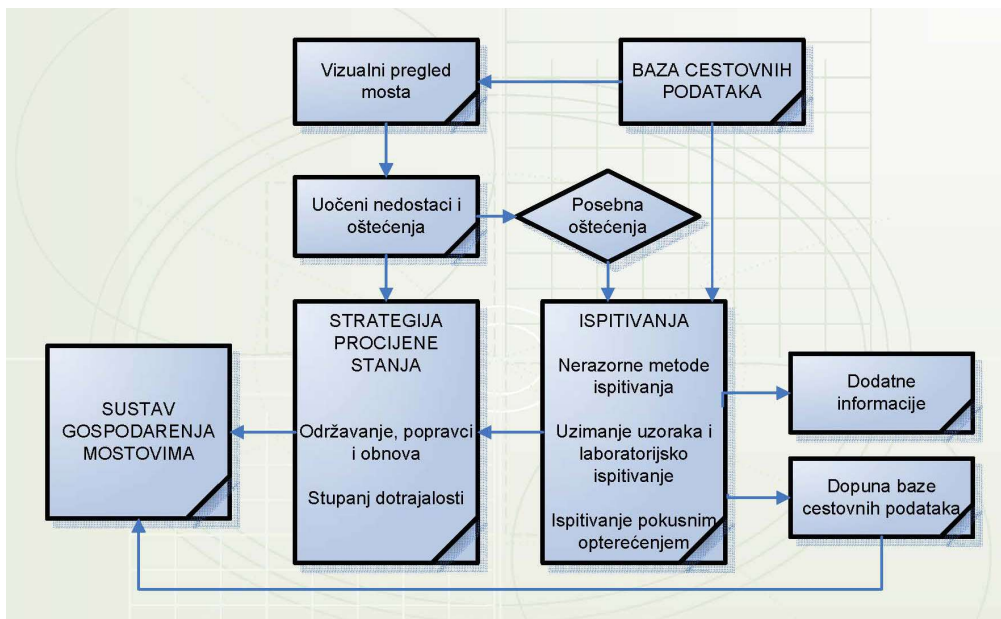 Vizualni pregled
mosta
BAZA CESTOVNIH
PODATAKA
Uočeni nedostaci i
oštećenja
Posebna
oštećenja
STRATEGIJA
PROCIJENE
STANJA
Održavanje, popravci
i obnova
Stupanj dotrajalosti
ISPITIVANJA
Nerazorne metode
ispitivanja
Uzimanje uzoraka i
laboratorijsko
ispitivanje
Ispitivanje pokusnim
opterećenjem
SUSTAV
GOSPODARENJA
MOSTOVIMA
Dodatne
informacije
Dopuna baze
cestovnih podataka